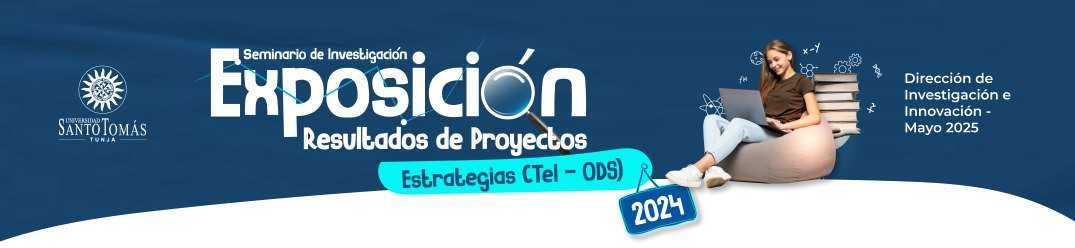 UNIVERSIDAD
SANTO TOMÁS
TUNJA
Seminario de Investigación
Exposición
Resultados de Proyectos
Estrategias (CTeI - ODS)
2024
x-y
Dirección de
Investigación e
Innovación -
Mayo 2025